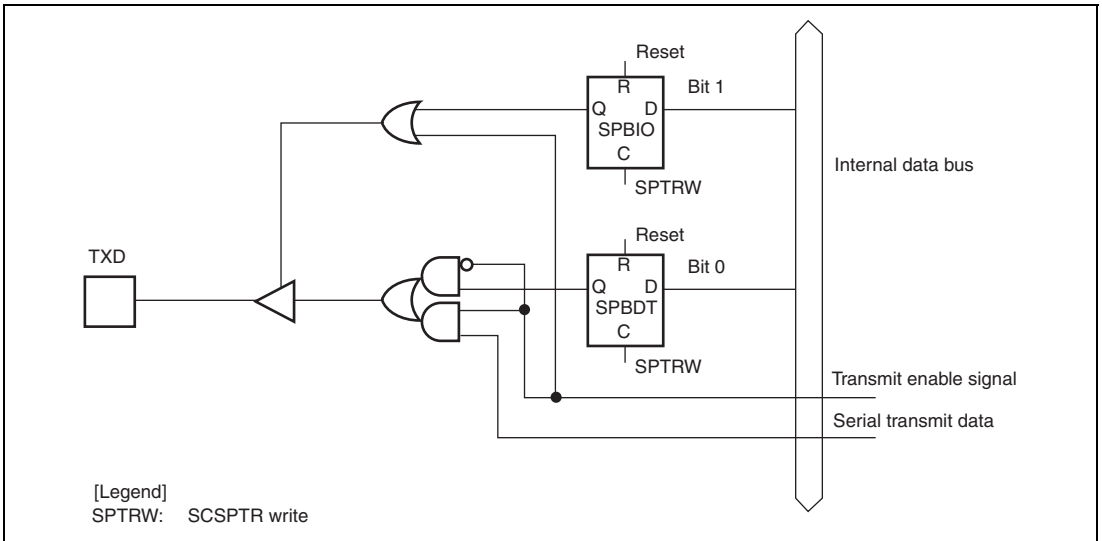 Reset
R
Bit 1
Q D
SPBIO
C
SPTRW
Internal data bus
Reset
TXD
R
Bit 0
Q D
SPBDT
C
SPTRW
Transmit enable signal
Serial transmit data
[Legend]
SPTRW: SCSPTR write